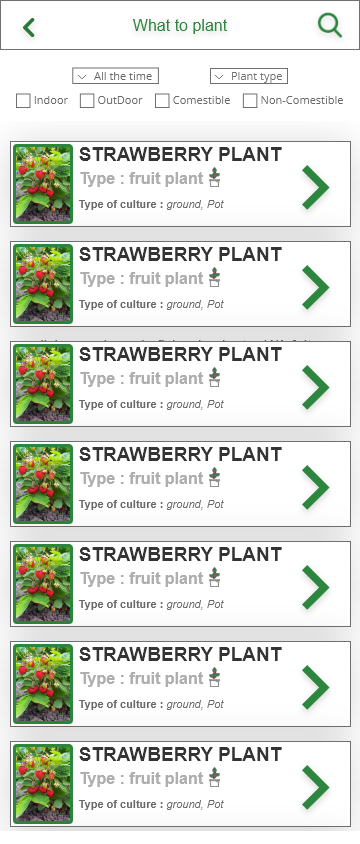 What to plant
All the time
Plant type
Indoor
OutDoor
Comestible
Non-Comestible
STRAWBERRY PLANT
Type : fruit plant
Type of culture : ground, Pot
STRAWBERRY PLANT
Type : fruit plant
Type of culture : ground, Pot
STRAWBERRY PLANT
Type : fruit plant
Type of culture : ground, Pot
STRAWBERRY PLANT
Type : fruit plant
Type of culture : ground, Pot
STRAWBERRY PLANT
Type : fruit plant
Type of culture : ground, Pot
STRAWBERRY PLANT
Type : fruit plant
Type of culture : ground, Pot
STRAWBERRY PLANT
Type : fruit plant
Type of culture : ground, Pot